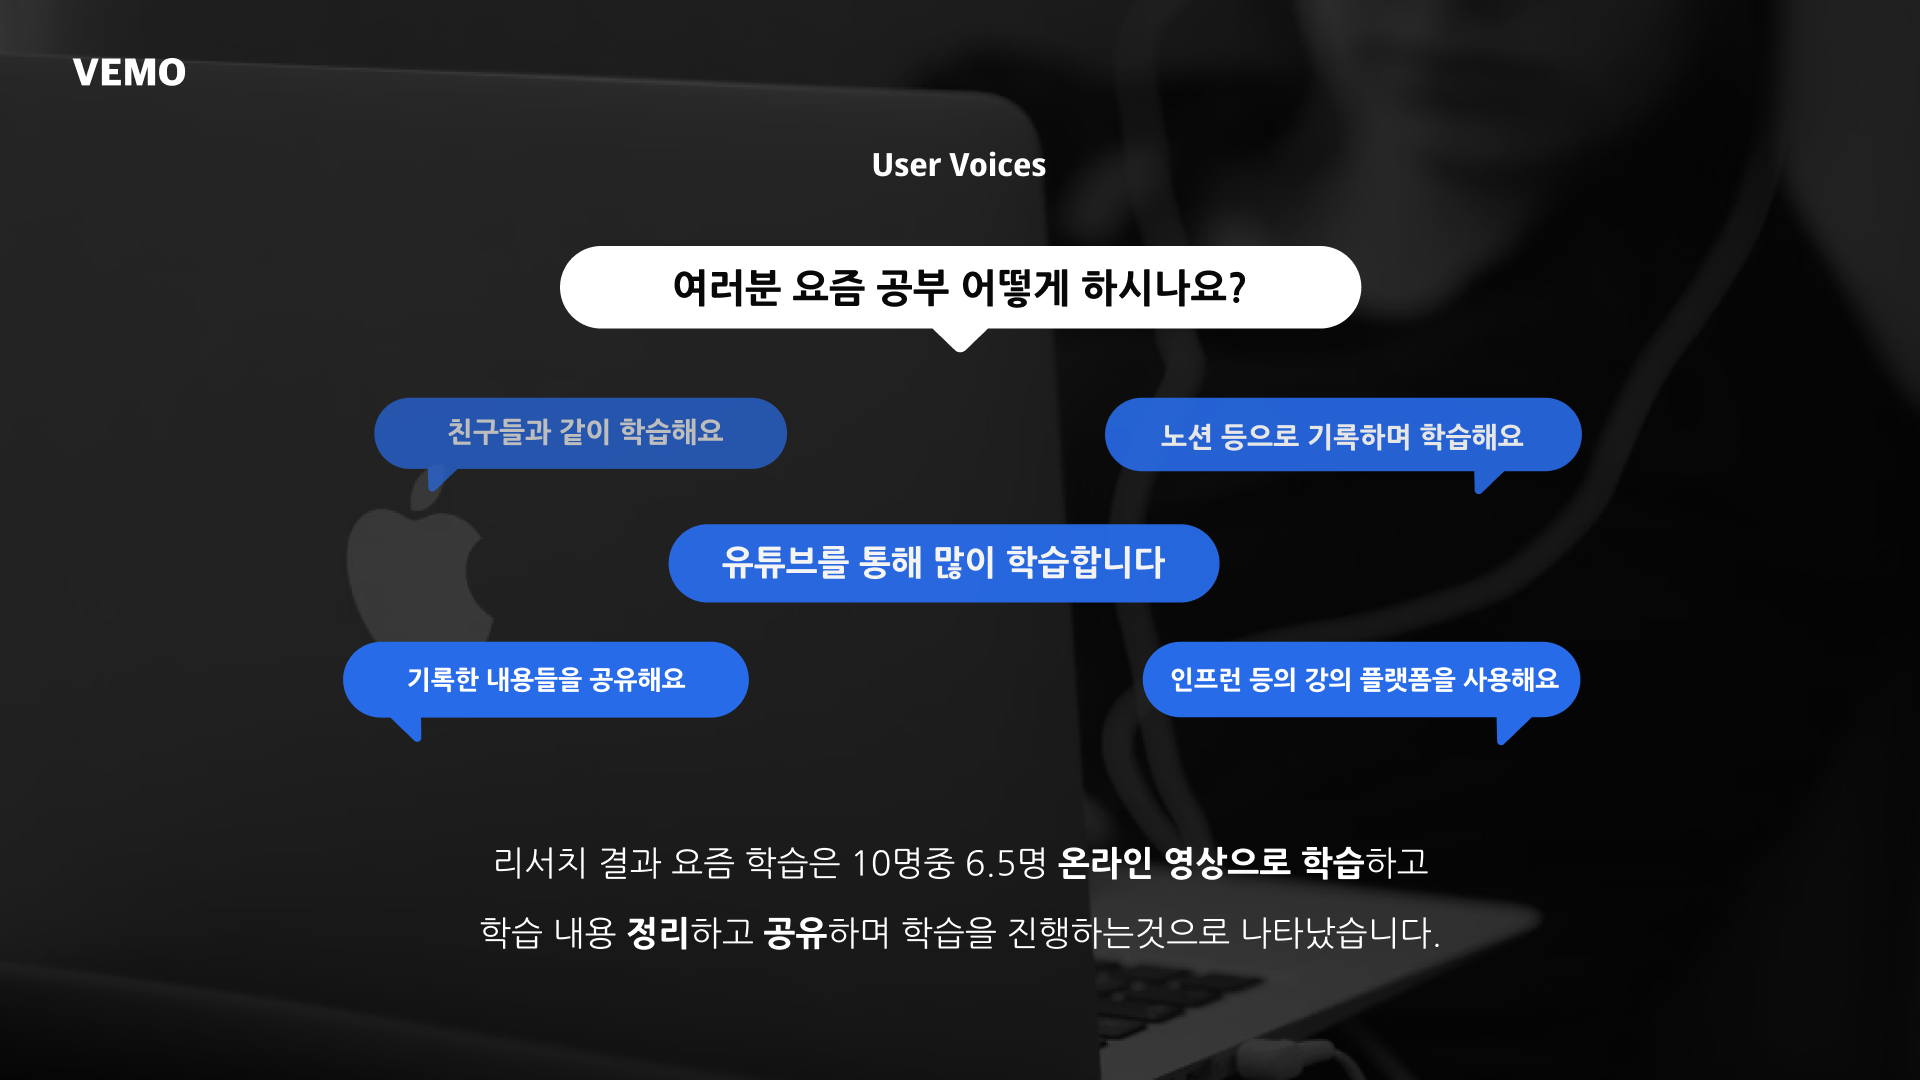 VEMO
User Voices
여러분 요즘 공부 어떻게 하시나요?
친구들과 같이 학습해요
노션 등으로 기록하며 학습해요
유튜브를 통해 많이 학습합니다
기록한 내용들을 공유해요
인프런 등의 강의 플랫폼을 사용해요
리서치 결과 요즘 학습은 10명중 6.5명 온라인 영상으로 학습하고
학습 내용 정리하고 공유하며 학습을 진행하는것으로 나타났습니다.